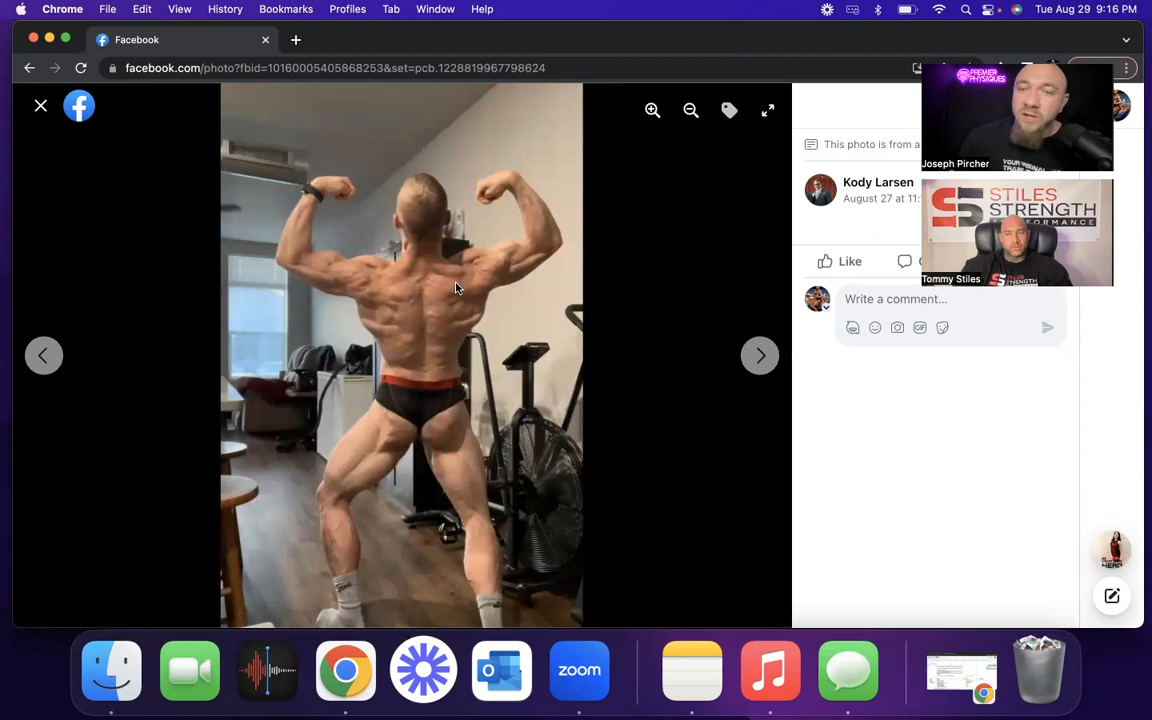 Chrome File Edit View History Bookmarks Profiles Tab Window Help Tue Aug 29 9:16 PM
Facebook
facebook.com/photo?fbid=10160005405868253&set=pcb.1228819967798624
PREMIER
PHYSIQUES
Joseph Pircher
This photo is from a
Kody Larsen
August 27 at 11:
STILES
STRENGTH
Tommy Stiles
Like
Write a comment...
GIF
HERO
zoom